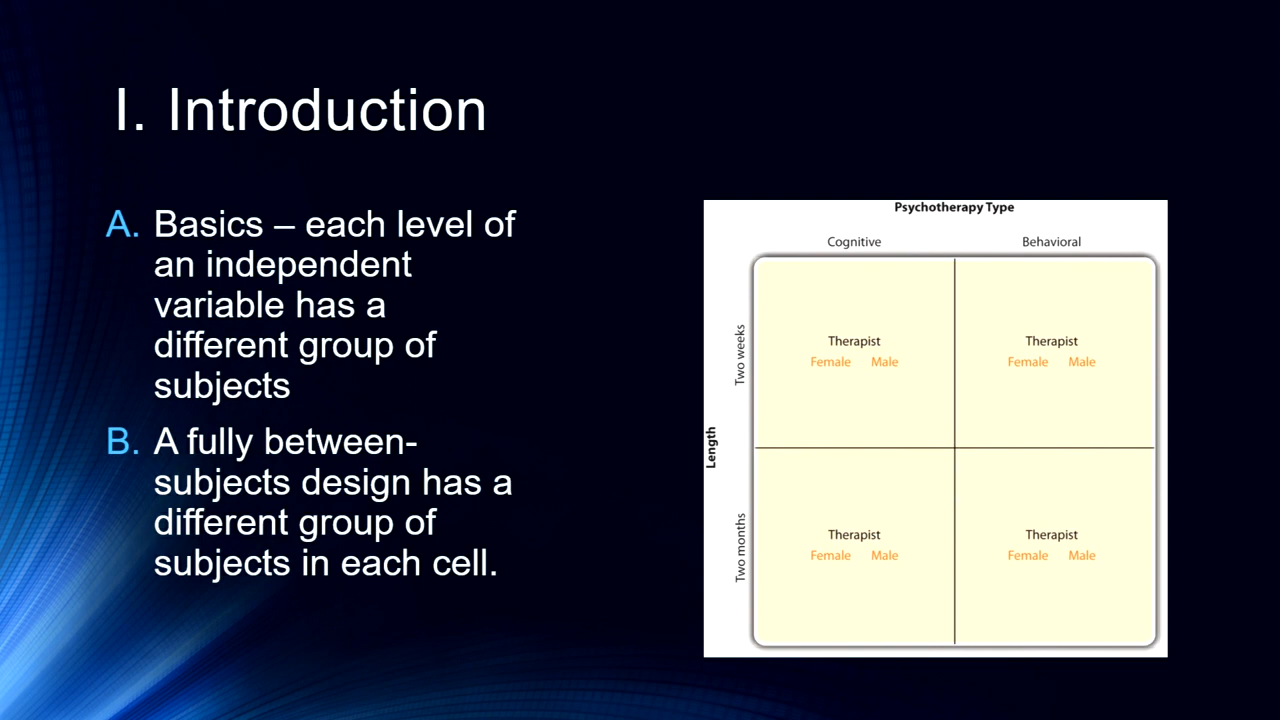 I. Introduction
A. Basics – each level of
an independent
variable has a
different group of
subjects
B. A fully between-
subjects design has a
different group of
subjects in each cell.
Psychotherapy Type
Cognitive Behavioral
Length
Two weeks
Therapist Therapist
Female Male Female Male
Two months
Therapist Therapist
Female Male Female Male